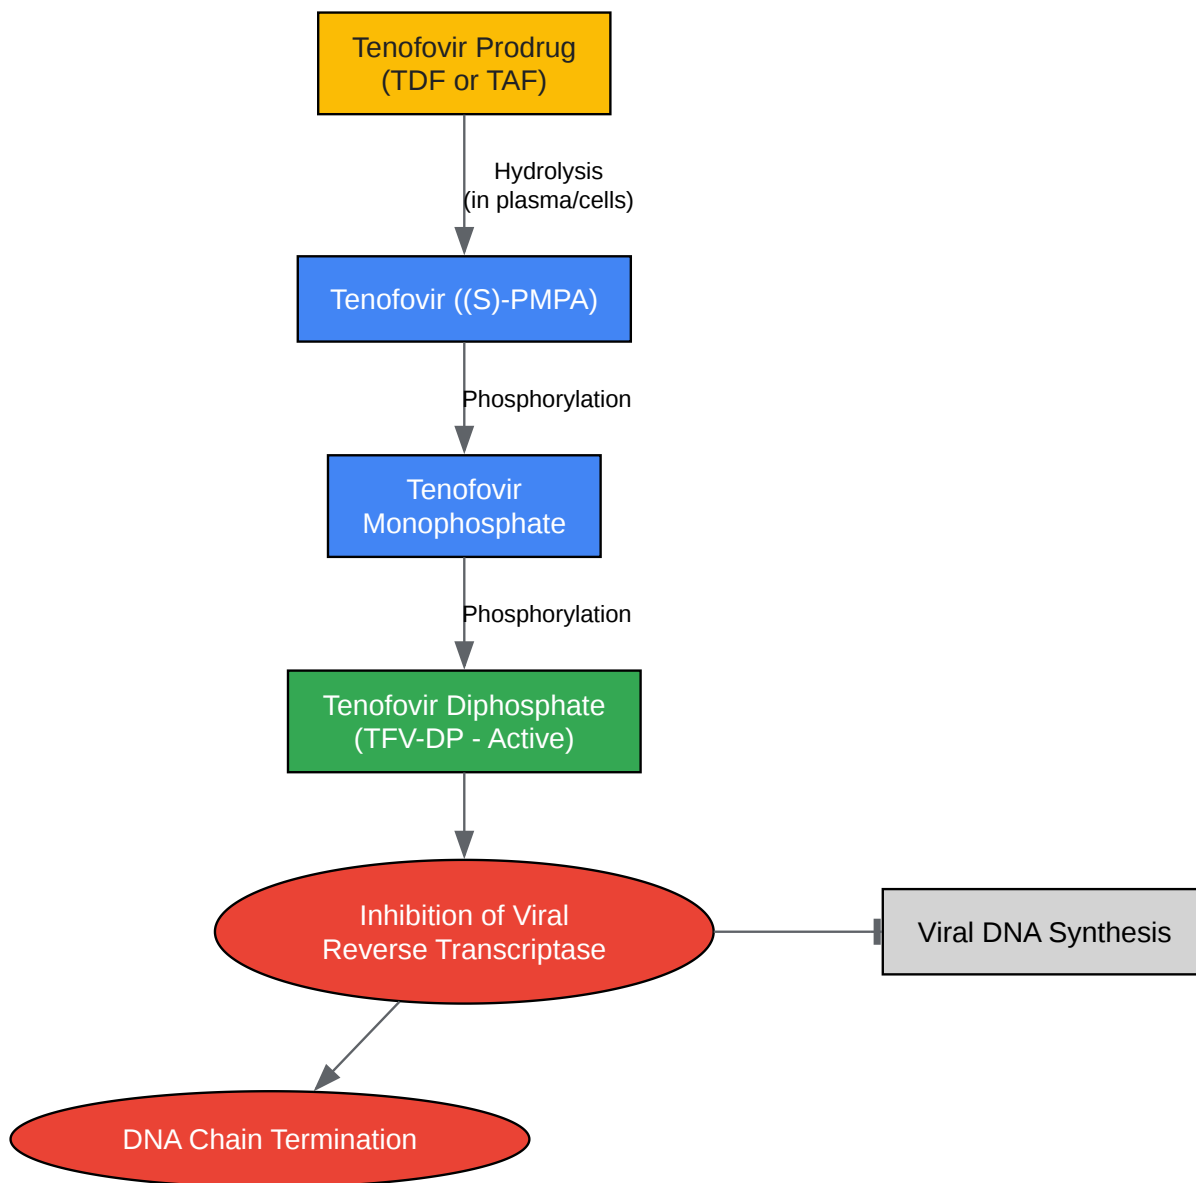 Tenofovir Prodrug
(TDF or TAF)
Hydrolysis
(in plasma/cells)
Tenofovir ((S)-PMPA)
Phosphorylation
Tenofovir
Monophosphate
Phosphorylation
Tenofovir Diphosphate
(TFV-DP - Active)
Inhibition of Viral
Reverse Transcriptase
Viral DNA Synthesis
DNA Chain Termination